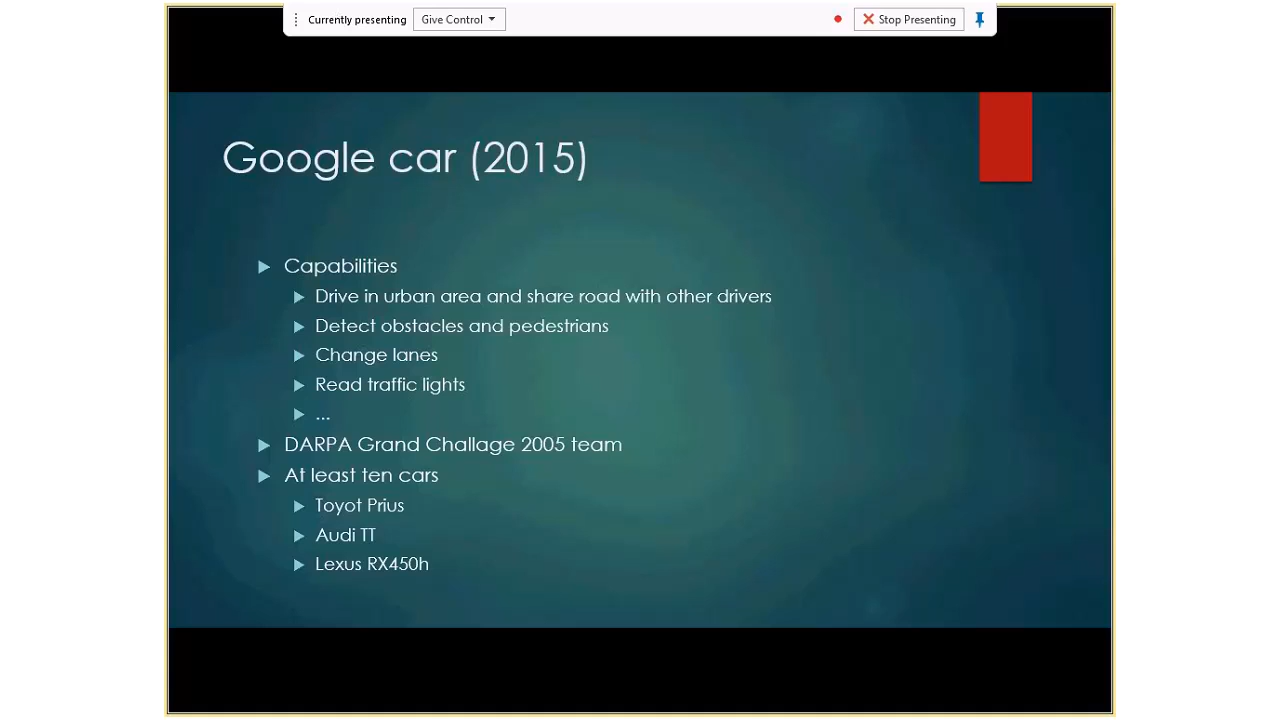 Currently presenting Give Control Stop Presenting
Google car (2015)
Capabilities
Drive in urban area and share road with other drivers
Detect obstacles and pedestrians
Change lanes
Read traffic lights
...
DARPA Grand Challage 2005 team
At least ten cars
Toyot Prius
Audi TT
Lexus RX450h